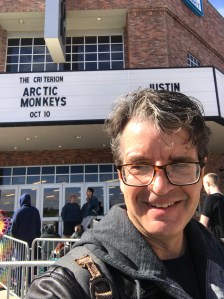 THE CRITERION
ARCTIC
MONKEYS
OCT 10
JUSTIN